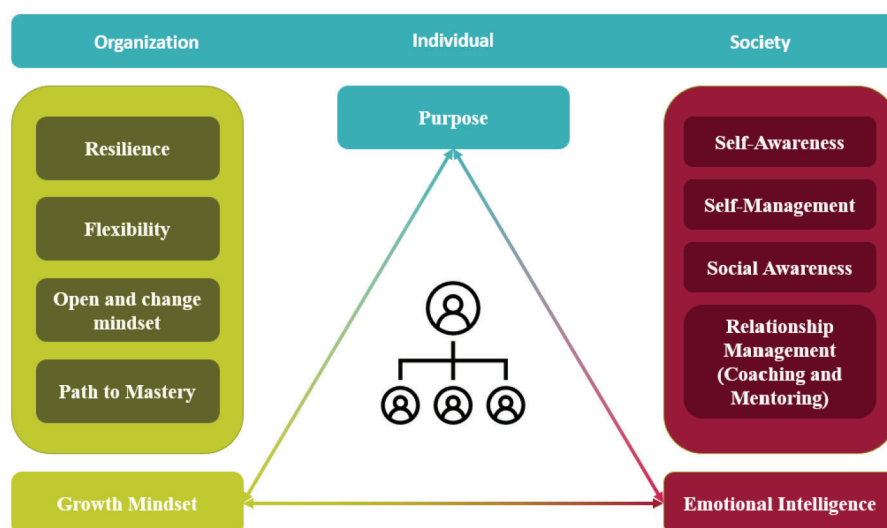 Organization
Individual
Society
Purpose
Resilience
Flexibility
Open and change
mindset
Path to Mastery
Growth Mindset
Self-Awareness
Self-Management
Social Awareness
Relationship
Management
(Coaching and
Mentoring)
Emotional Intelligence